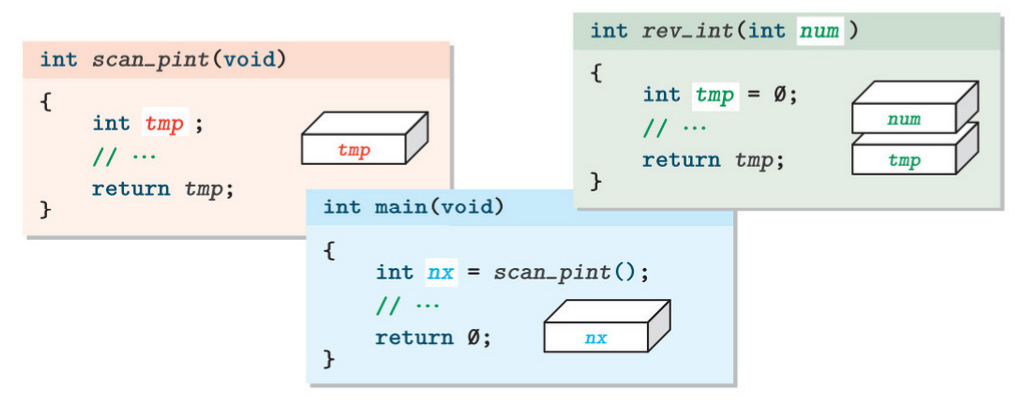 int scan_pint(void)
{
int tmp ;
// ...
return tmp;
}
tmp
int rev_int(int num )
{
int tmp = 0;
// ...
return tmp;
}
num
tmp
int main(void)
{
int nx = scan_pint();
// ...
return 0;
}
nx